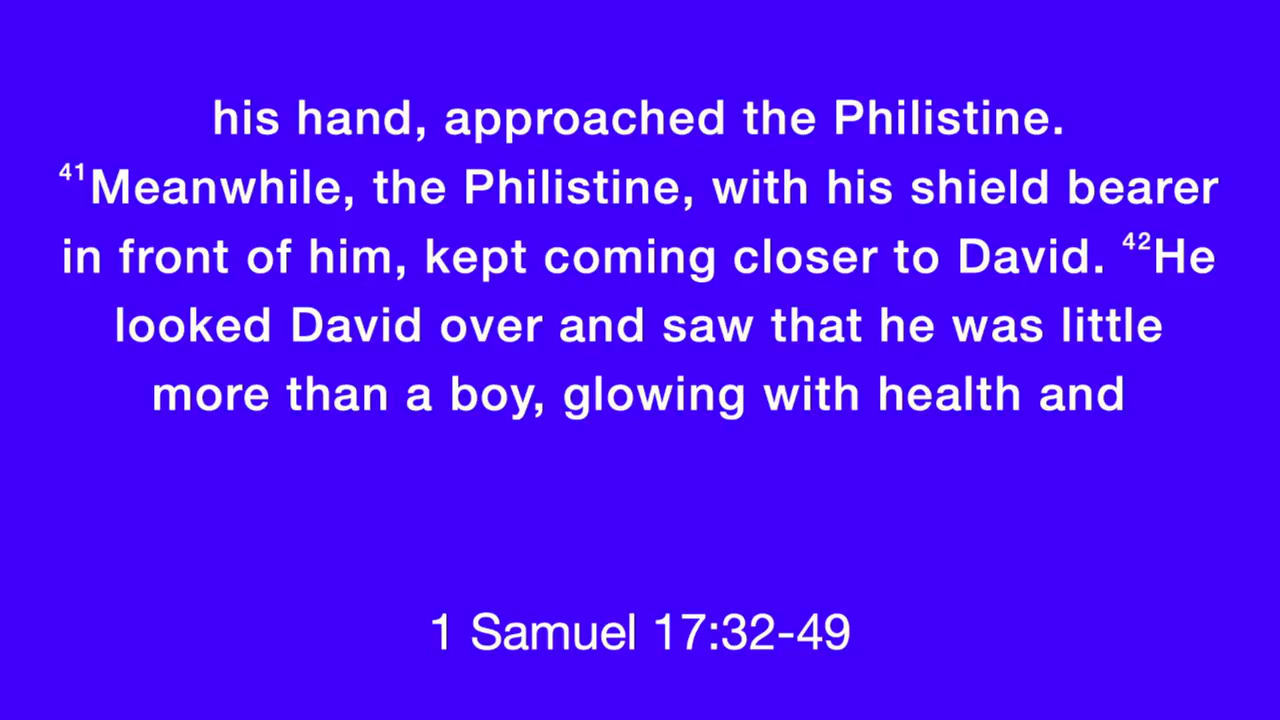 his hand, approached the Philistine.
⁴¹Meanwhile, the Philistine, with his shield bearer
in front of him, kept coming closer to David. ⁴²He
looked David over and saw that he was little
more than a boy, glowing with health and
1 Samuel 17:32-49